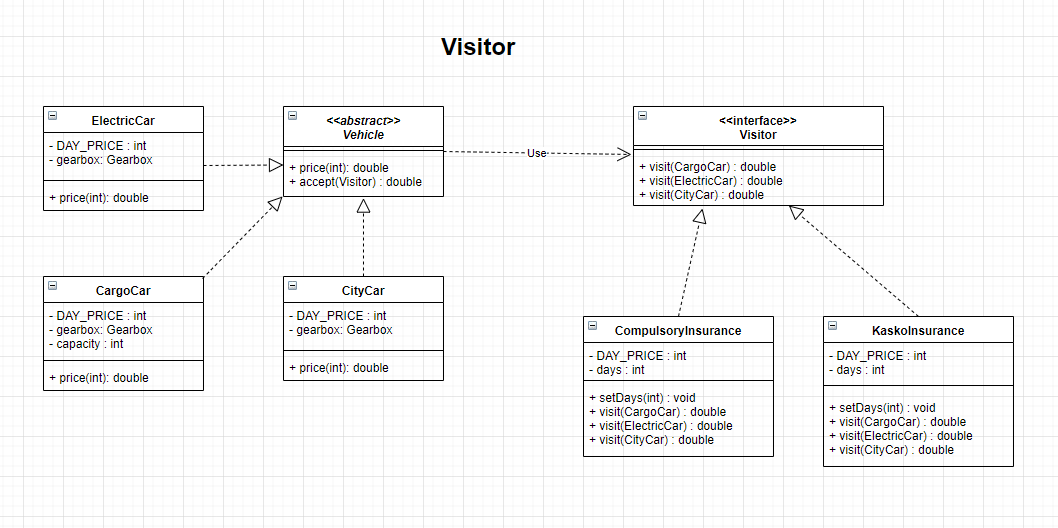 Visitor
ElectricCar
- DAY_PRICE : int
- gearbox: Gearbox
+ price(int): double
<<abstract>>
Vehicle
+ price(int): double
+ accept(Visitor) : double
Use
<<interface>>
Visitor
+ visit(CargoCar) : double
+ visit(ElectricCar) : double
+ visit(CityCar) : double
CargoCar
- DAY_PRICE : int
- gearbox: Gearbox
- capacity : int
+ price(int): double
CityCar
- DAY_PRICE : int
- gearbox: Gearbox
+ price(int): double
CompulsoryInsurance
- DAY_PRICE : int
- days : int
+ setDays(int) : void
+ visit(CargoCar) : double
+ visit(ElectricCar) : double
+ visit(CityCar) : double
KaskoInsurance
- DAY_PRICE : int
- days : int
+ setDays(int) : void
+ visit(CargoCar) : double
+ visit(ElectricCar) : double
+ visit(CityCar) : double